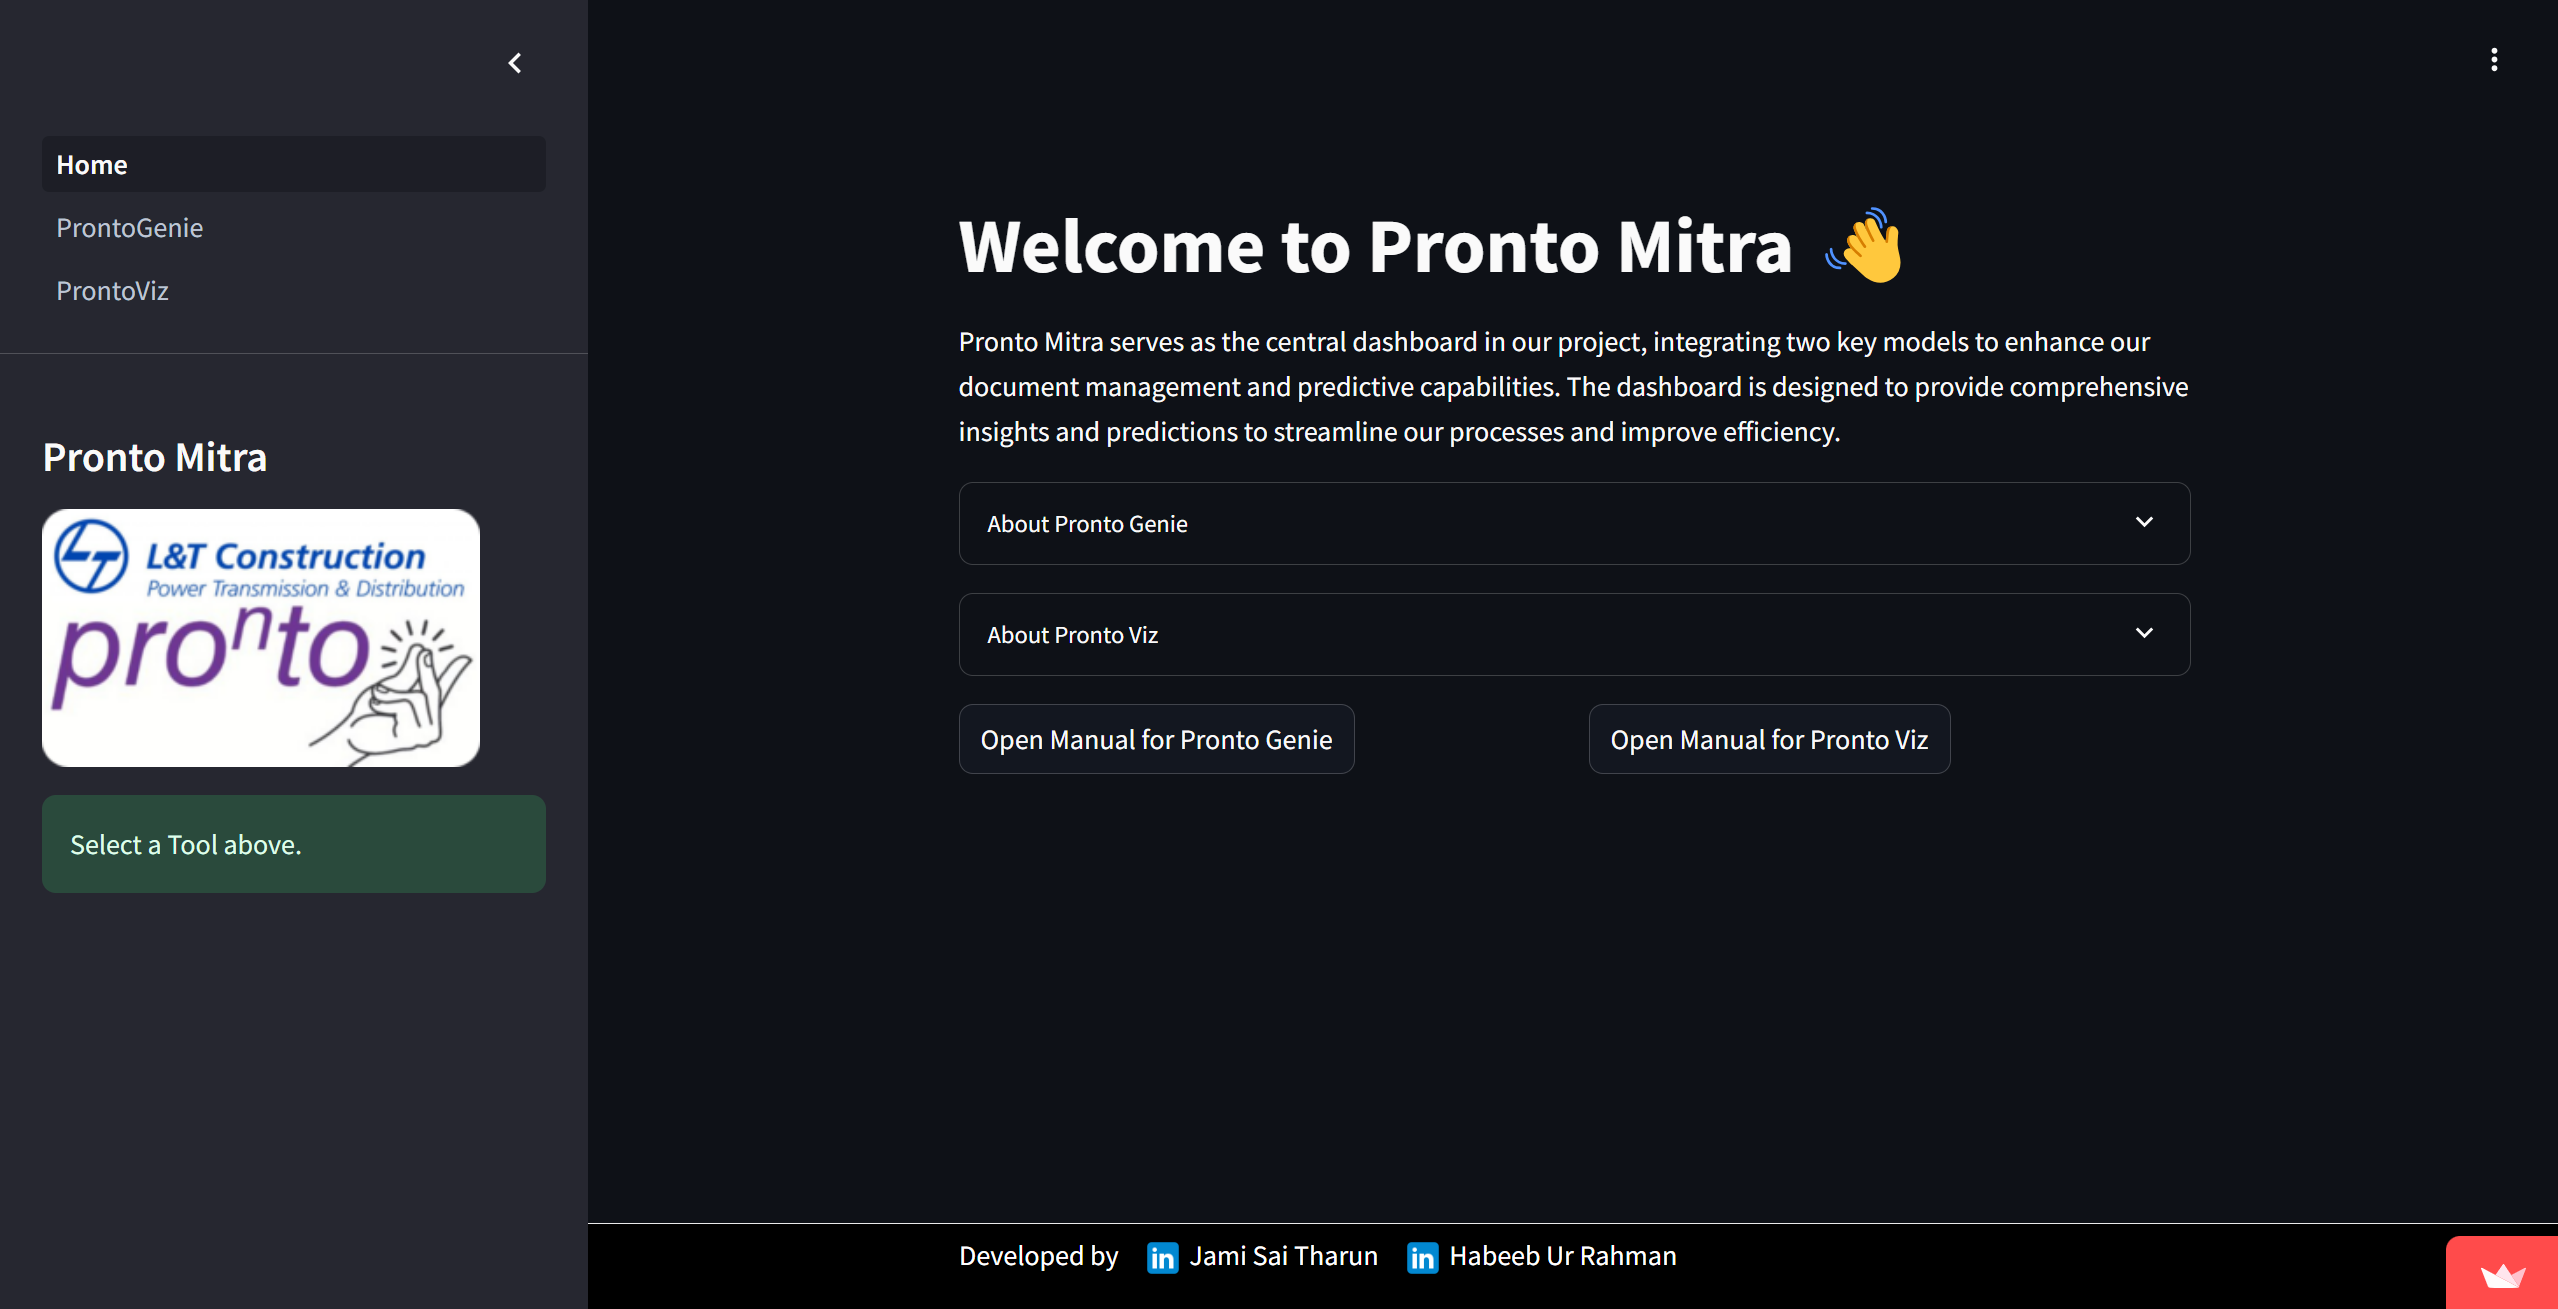 Home
ProntoGenie
ProntoViz
Pronto Mitra
L&T Construction
Power Transmission & Distribution
pronto
Select a Tool above.
Welcome to Pronto Mitra 👋
Pronto Mitra serves as the central dashboard in our project, integrating two key models to enhance our
document management and predictive capabilities. The dashboard is designed to provide comprehensive
insights and predictions to streamline our processes and improve efficiency.
About Pronto Genie
About Pronto Viz
Open Manual for Pronto Genie
Open Manual for Pronto Viz
Developed by in Jami Sai Tharun in Habeeb Ur Rahman